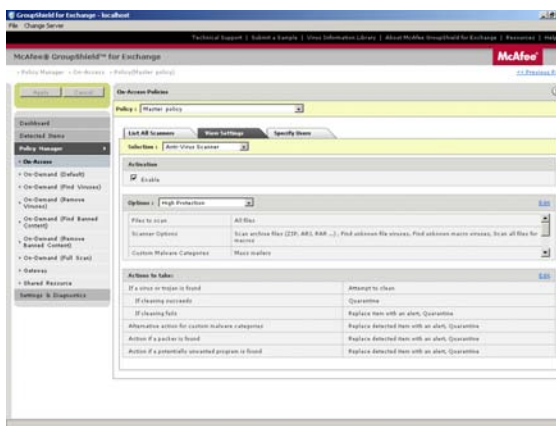 GroupShield for Exchange - localhost
File Change Server
Technical Support | Submit a Sample | Virus Information Library | About McAfee GroupShield for Exchange | Resources | Help
McAfee® GroupShield™ for Exchange
McAfee
> Policy Manager > On-Access > Policy(Master policy)
<< Previous
Apply Cancel
On-Access Policies
Policy : Master policy
Dashboard
Detected Items
Policy Manager
On-Access
On-Demand (Default)
On-Demand (Find Viruses)
On-Demand (Remove Viruses)
On-Demand (Find Banned Content)
On-Demand (Remove Banned Content)
On-Demand (Full Scan)
Gateway
Shared Resource
Settings & Diagnostics
List All Scanners View Settings Specify Users
Selection : Anti-Virus Scanner
Activation
Enable
Options : High Protection Edit
Files to scan All files
Scanner Options Scan archive files (ZIP, ARJ, RAR ...), Find unknown file viruses, Find unknown macro viruses, Scan all files for macros
Custom Malware Categories Mass mailers
Actions to take: Edit
If a virus or trojan is found Attempt to clean
If cleaning succeeds Quarantine
If cleaning fails Replace item with an alert, Quarantine
Alternative action for custom malware categories Replace detected item with an alert, Quarantine
Action if a packer is found Replace detected item with an alert, Quarantine
Action if a potentially unwanted program is found Replace detected item with an alert, Quarantine